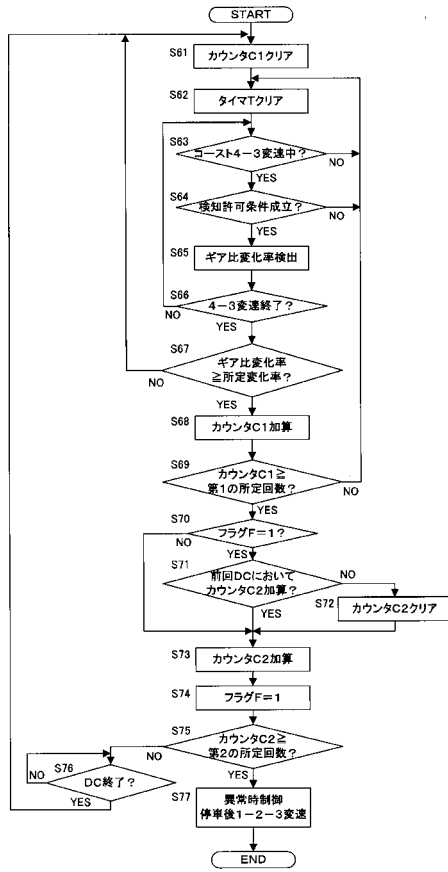 START
S61
カウンタC1クリア
S62
タイマTクリア
S63
コースト4－3変速中？
NO
YES
S64
検知許可条件成立？
NO
YES
S65
ギア比変化率検出
S66
4－3変速終了？
NO
YES
S67
ギア比変化率
≧所定変化率？
NO
YES
S68
カウンタC1加算
S69
カウンタC1≧
第1の所定回数？
NO
YES
S70
フラグF＝1？
NO
YES
S71
前回DCにおいて
カウンタC2加算？
NO
YES
S72
カウンタC2クリア
S73
カウンタC2加算
S74
フラグF＝1
S75
カウンタC2≧
第2の所定回数？
NO
YES
S76
DC終了？
NO
YES
S77
異常時制御
停車後1－2－3変速
END